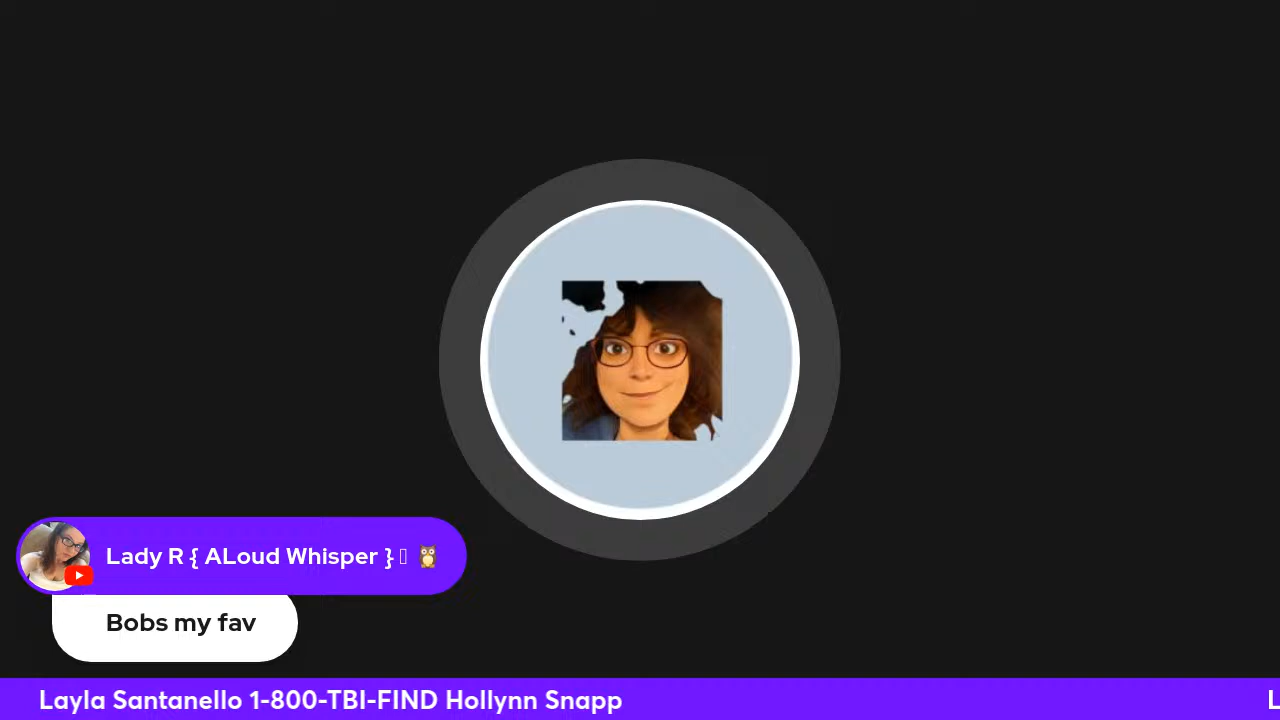 Lady R { ALoud Whisper } 🦉
Bobs my fav
Layla Santanello 1-800-TBI-FIND Hollynn Snapp L